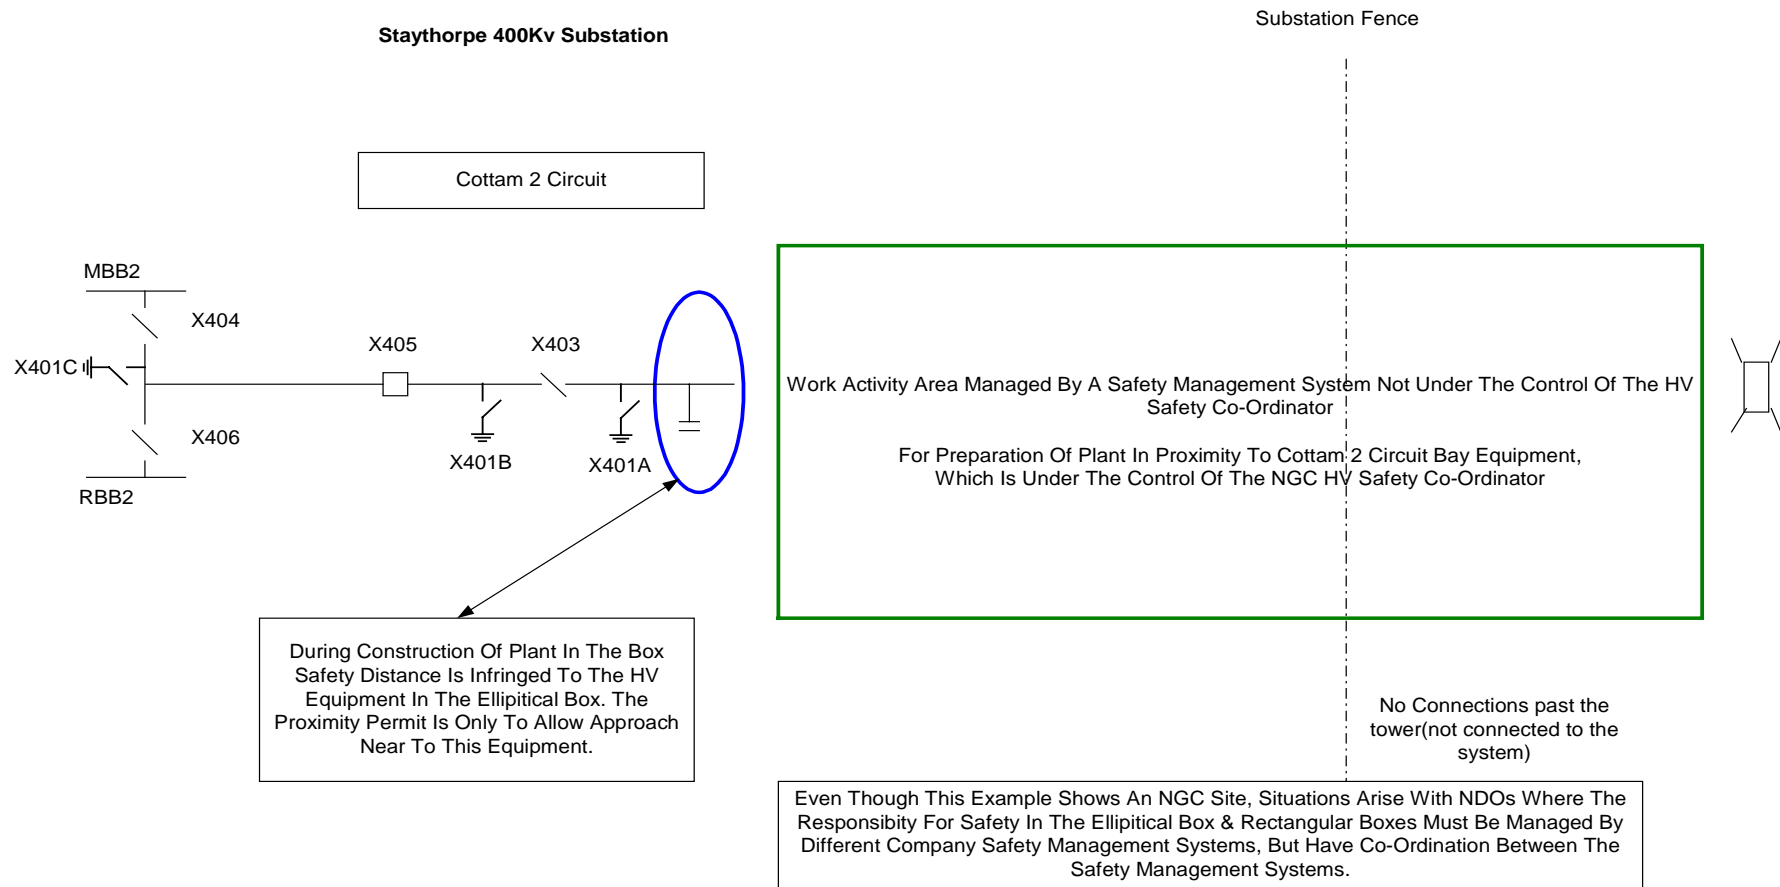 Substation Fence
Staythorpe 400Kv Substation
Cottam 2 Circuit
MBB2
X404
X401C
X405
X403
X406
X401B
X401A
RBB2
Work Activity Area Managed By A Safety Management System Not Under The Control Of The HV
Safety Co-Ordinator
For Preparation Of Plant In Proximity To Cottam 2 Circuit Bay Equipment,
Which Is Under The Control Of The NGC HV Safety Co-Ordinator
During Construction Of Plant In The Box
Safety Distance Is Infringed To The HV
Equipment In The Ellipitical Box. The
Proximity Permit Is Only To Allow Approach
Near To This Equipment.
No Connections past the
tower(not connected to the
system)
Even Though This Example Shows An NGC Site, Situations Arise With NDOs Where The
Responsibity For Safety In The Ellipitical Box & Rectangular Boxes Must Be Managed By
Different Company Safety Management Systems, But Have Co-Ordination Between The
Safety Management Systems.